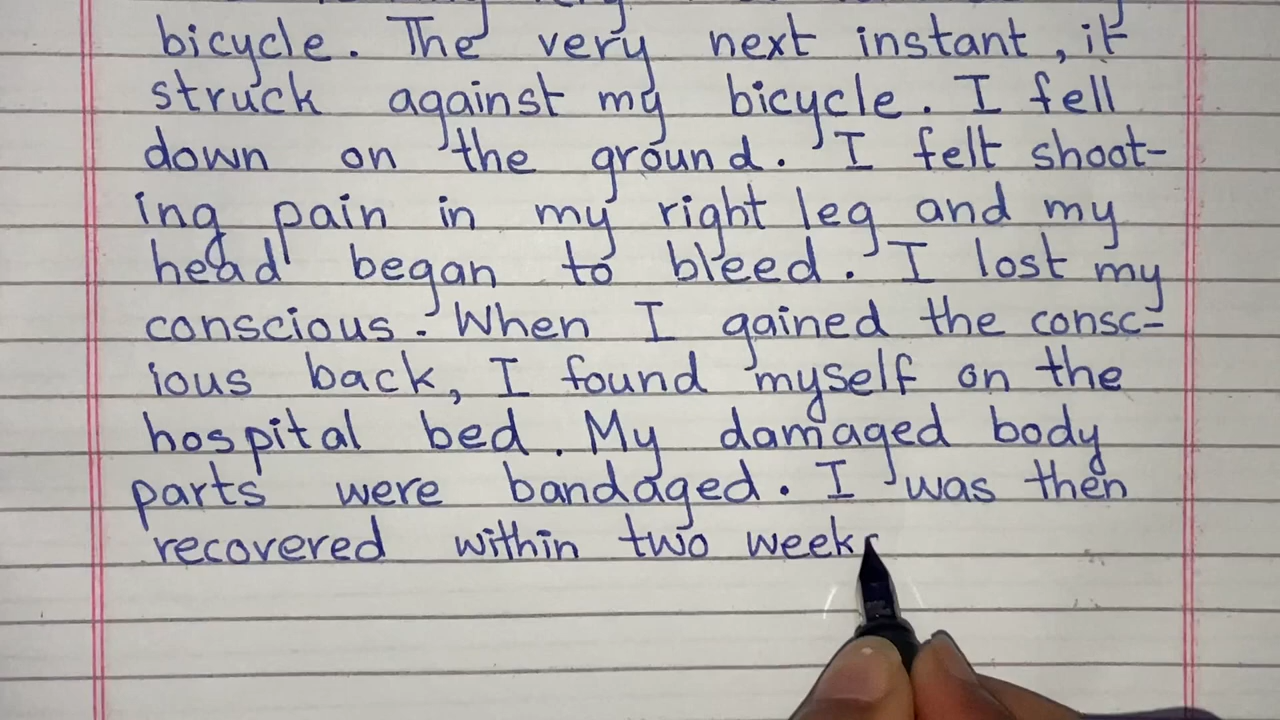 bicycle. The very next instant, it
struck against my bicycle. I fell
down on the ground. I felt shoot-
ing pain in my right leg and my
head began to bleed. I lost my
conscious. When I gained the consc-
ious back, I found myself on the
hospital bed. My damaged body
parts were bandaged. I was then
recovered within two weeks